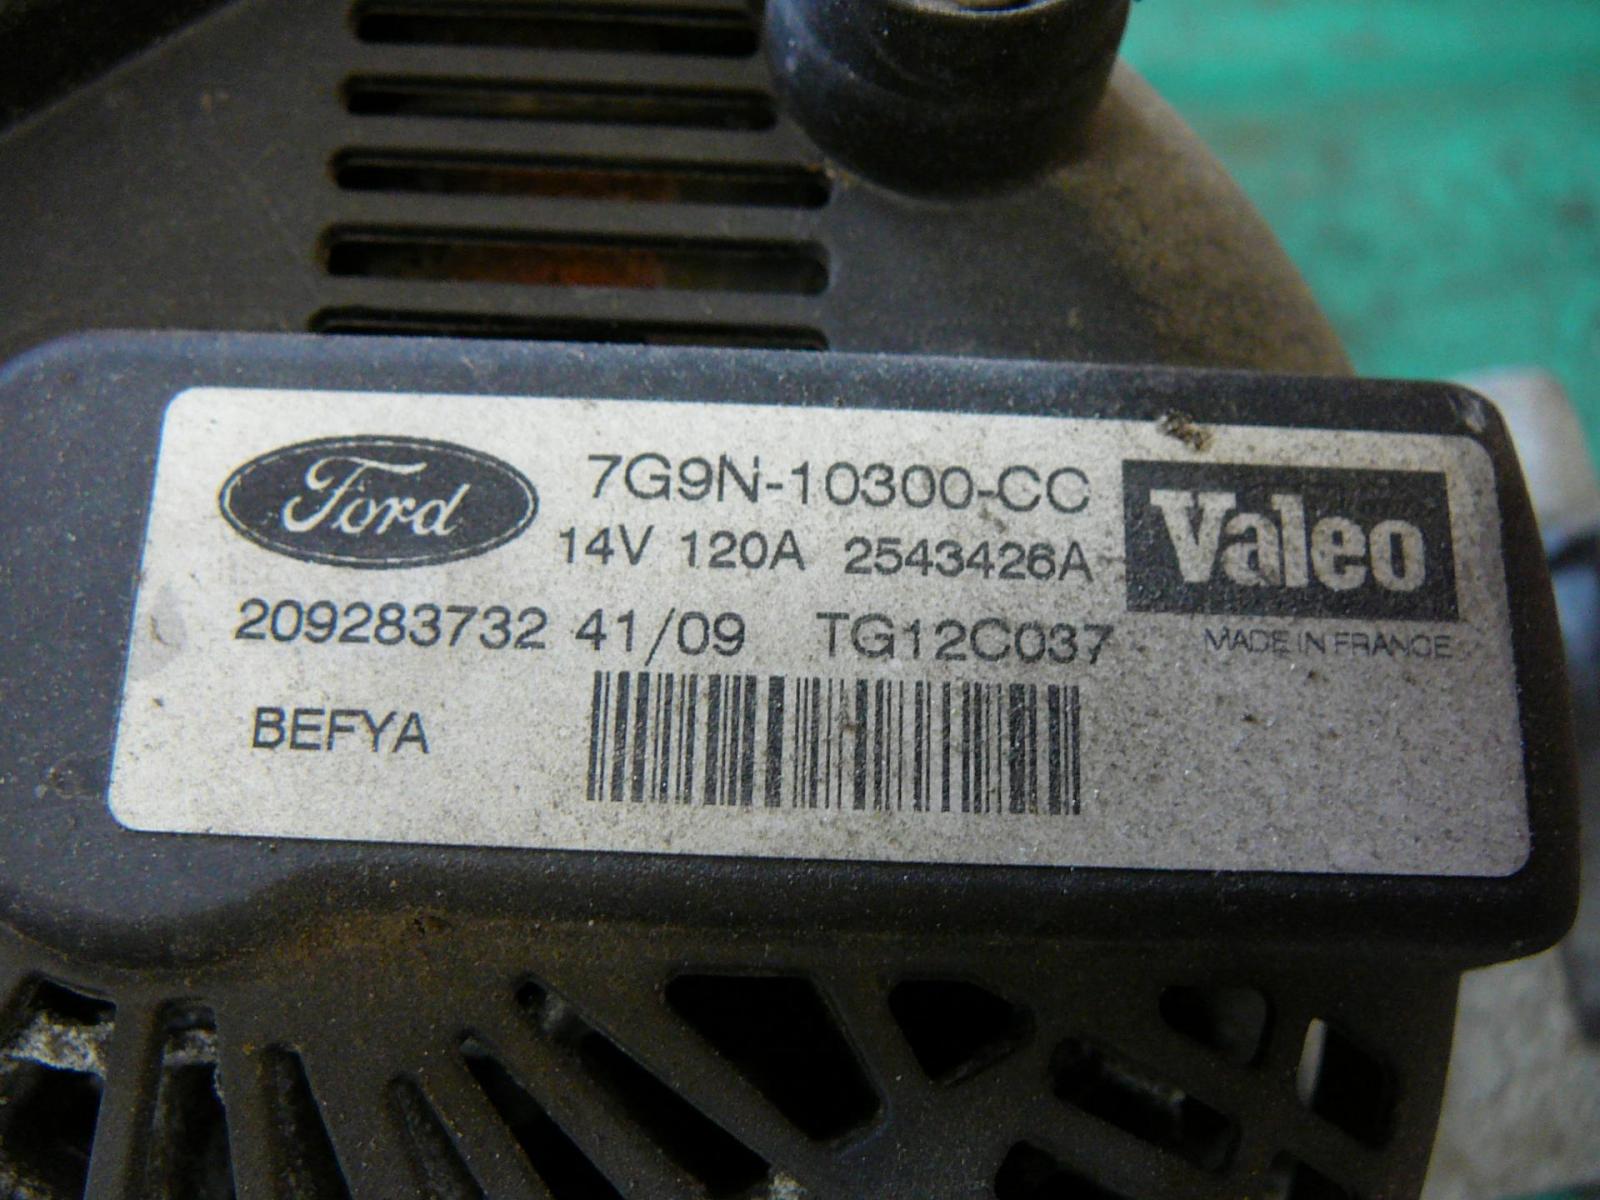 Ford 7G9N-10300-CC Valeo
14V 120A 2543426A
209283732 41/09 TG12C037 MADE IN FRANCE
BEFYA